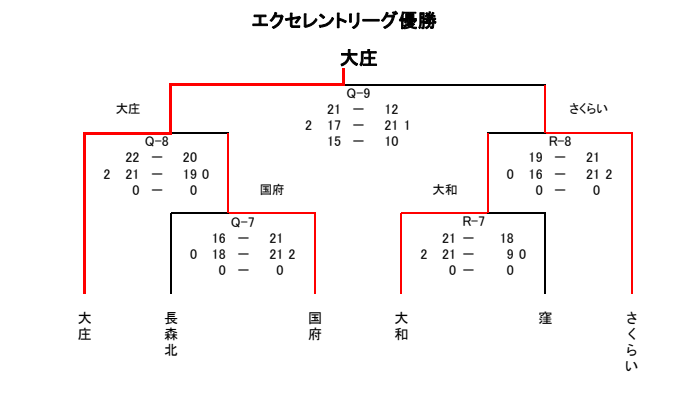 エクセレントリーグ優勝
大庄
Q-9
大庄
さくらい
21 － 12
2 17 － 21 1
15 － 10
Q-8
R-8
22 － 20
19 － 21
2 21 － 19 0
0 16 － 21 2
0 － 0
0 － 0
国府
大和
Q-7
R-7
16 － 21
21 － 18
0 18 － 21 2
2 21 － 9 0
0 － 0
0 － 0
大庄
長森北
国府
大和
窪
さくらい